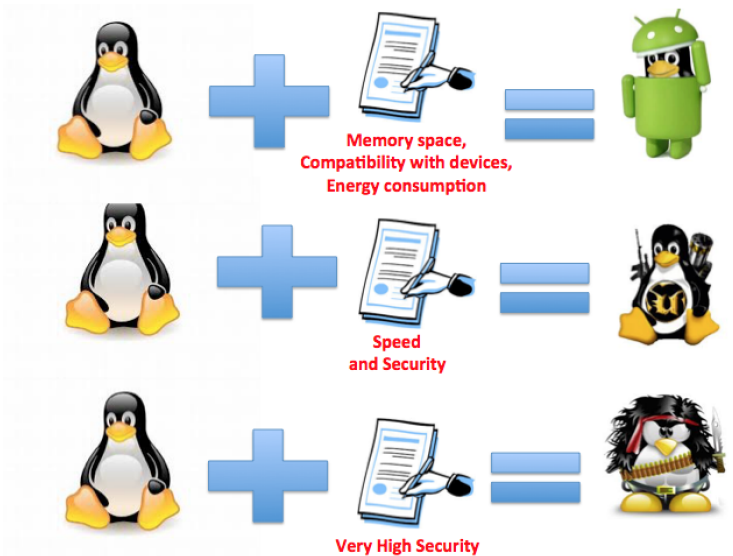 Memory space,
Compatibility with devices,
Energy consumption
Speed
and Security
Very High Security